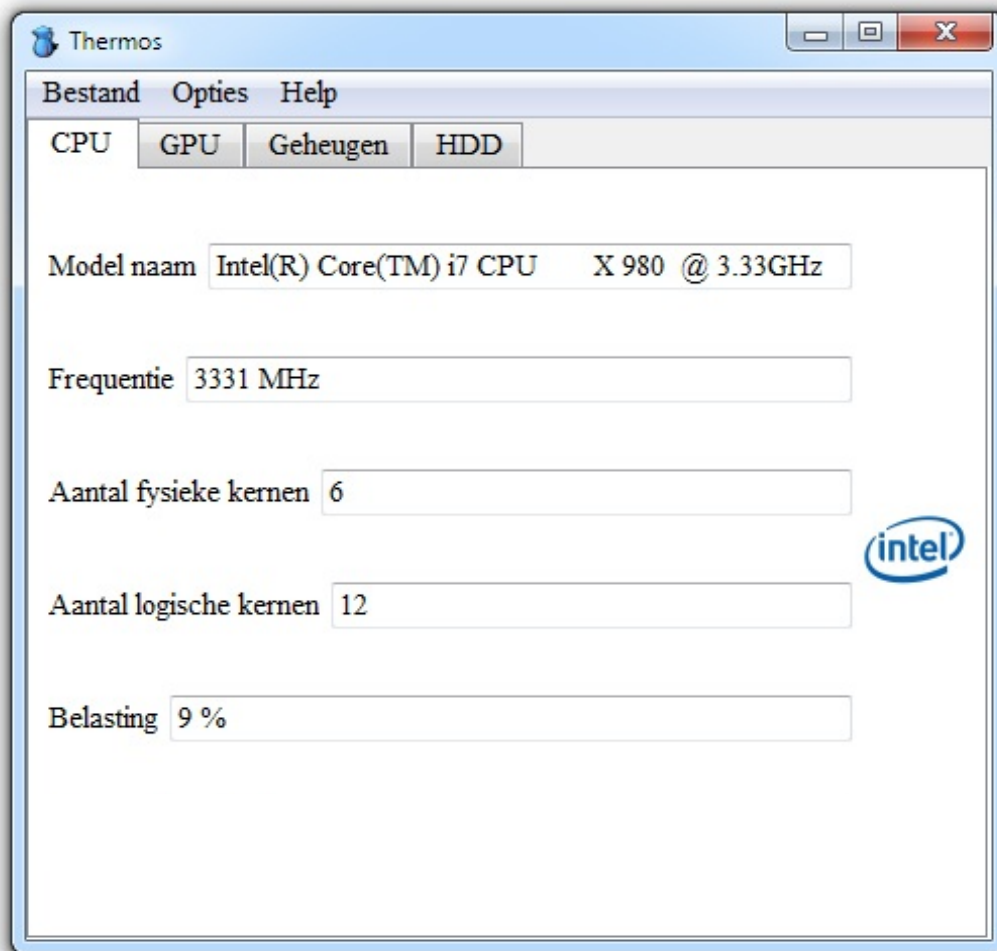 Thermos
Bestand Opties Help
CPU GPU Geheugen HDD
Model naam Intel(R) Core(TM) i7 CPU       X 980  @ 3.33GHz
Frequentie 3331 MHz
Aantal fysieke kernen 6
intel
Aantal logische kernen 12
Belasting 9 %